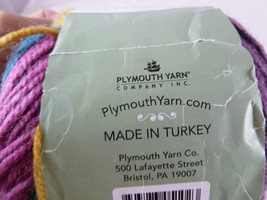 PLYMOUTH YARN®
COMPANY INC.
PlymouthYarn.com
MADE IN TURKEY
Plymouth Yarn Co.
500 Lafayette Street
Bristol, PA 19007